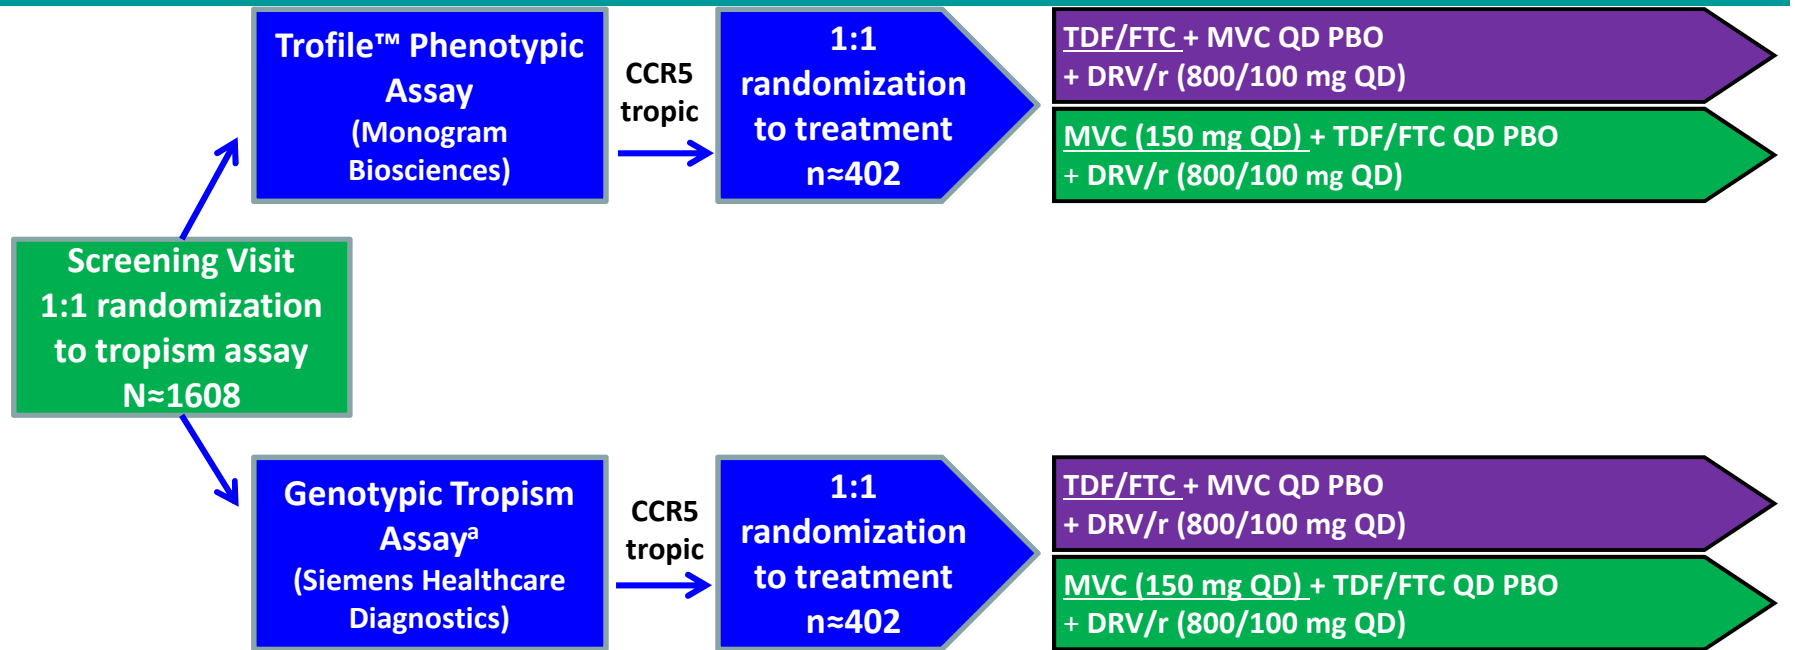 Trofile™ Phenotypic
Assay
(Monogram
Biosciences)
CCR5
tropic
1:1
randomization
to treatment
n≈402
TDF/FTC + MVC QD PBO
+ DRV/r (800/100 mg QD)
MVC (150 mg QD) + TDF/FTC QD PBO
+ DRV/r (800/100 mg QD)
Screening Visit
1:1 randomization
to tropism assay
N≈1608
Genotypic Tropism
Assayᵃ
(Siemens Healthcare
Diagnostics)
CCR5
tropic
1:1
randomization
to treatment
n≈402
TDF/FTC + MVC QD PBO
+ DRV/r (800/100 mg QD)
MVC (150 mg QD) + TDF/FTC QD PBO
+ DRV/r (800/100 mg QD)